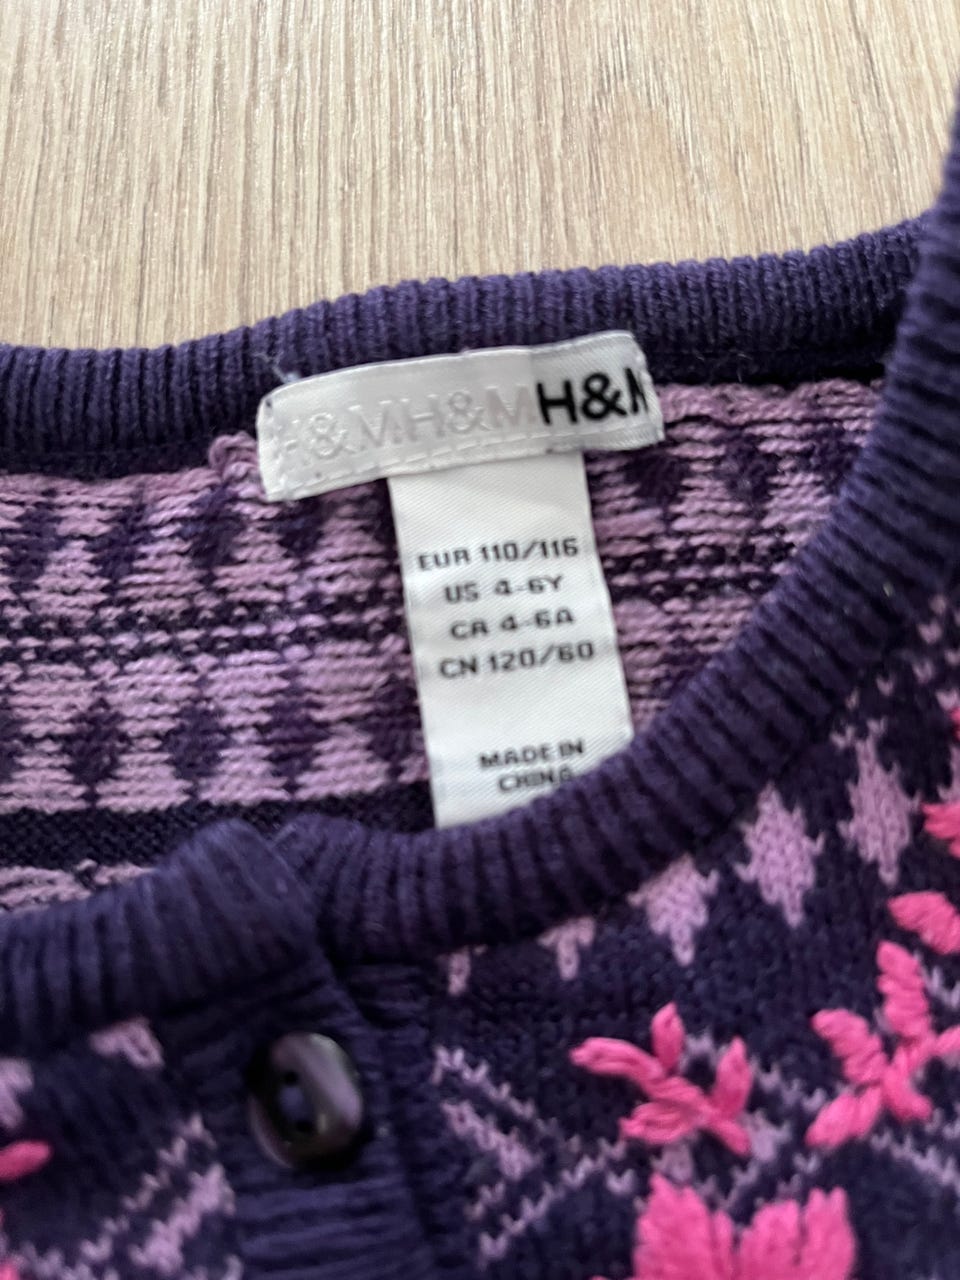 H&MH&MH&M
EUR 110/116
US 4-6Y
CA 4-6A
CN 120/60
MADE IN
CHINA